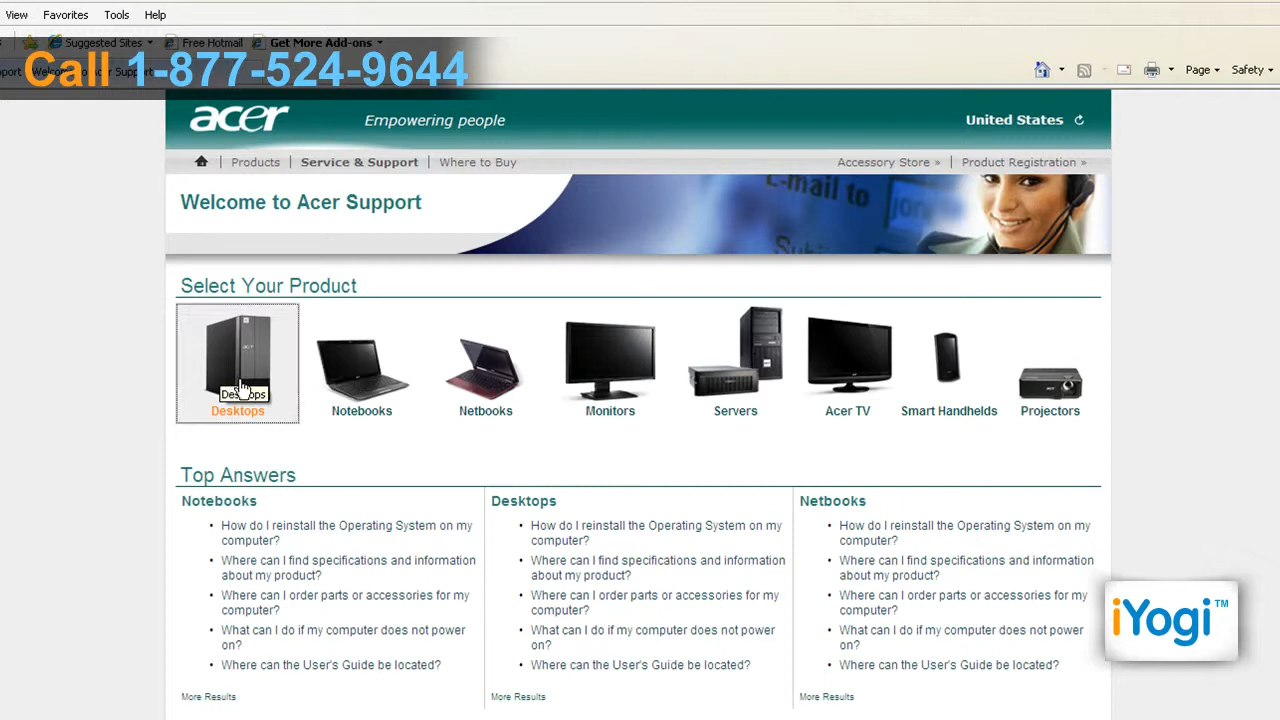 View Favorites Tools Help
Suggested Sites Free Hotmail Get More Add-ons
Call 1-877-524-9644
port Welcome to Acer Support
Page Safety
acer Empowering people United States
Products Service & Support Where to Buy Accessory Store » Product Registration »
E-mail to
Welcome to Acer Support
Select Your Product
Desktops
Desktops Notebooks Netbooks Monitors Servers Acer TV Smart Handhelds Projectors
Top Answers
Notebooks
• How do I reinstall the Operating System on my
computer?
• Where can I find specifications and information
about my product?
• Where can I order parts or accessories for my
computer?
• What can I do if my computer does not power
on?
• Where can the User's Guide be located?
More Results
Desktops
• How do I reinstall the Operating System on my
computer?
• Where can I find specifications and information
about my product?
• Where can I order parts or accessories for my
computer?
• What can I do if my computer does not power
on?
• Where can the User's Guide be located?
More Results
Netbooks
• How do I reinstall the Operating System on my
computer?
• Where can I find specifications and information
about my product?
• Where can I order parts or accessories for my
computer?
• What can I do if my computer does not power
on?
• Where can the User's Guide be located?
More Results
iYogi™